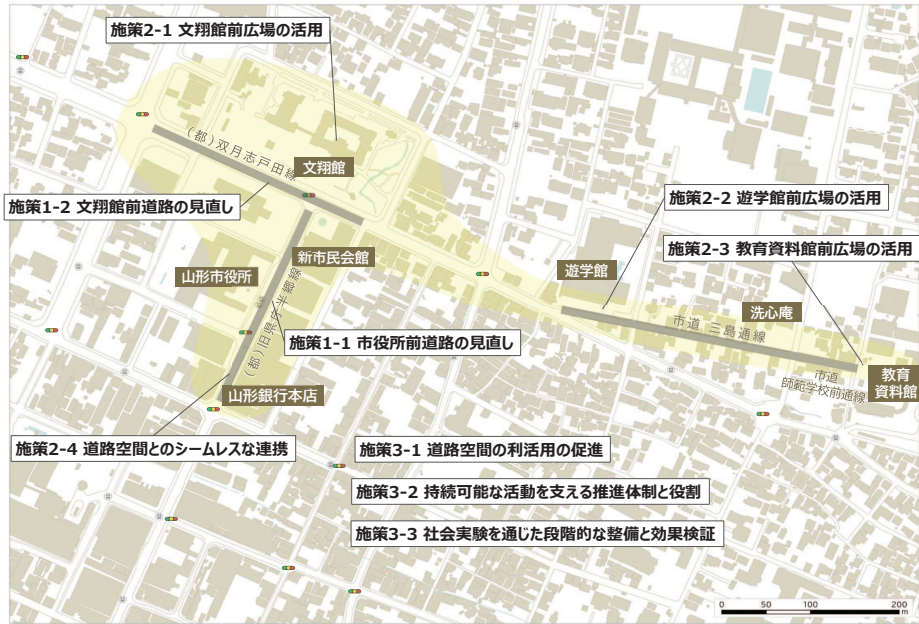 施策2-1 文翔館前広場の活用
(都)双月志戸田線
文翔館
施策1-2 文翔館前道路の見直し
施策2-2 遊学館前広場の活用
新市民会館
山形市役所
施策2-3 教育資料館前広場の活用
遊学館
洗心庵
市道 三島通線
(都)旧県庁半郷線
施策1-1 市役所前道路の見直し
市道
師範学校前通線
教育
資料館
山形銀行本店
施策2-4 道路空間とのシームレスな連携
施策3-1 道路空間の利活用の促進
施策3-2 持続可能な活動を支える推進体制と役割
施策3-3 社会実験を通じた段階的な整備と効果検証
0 50 100 200
m